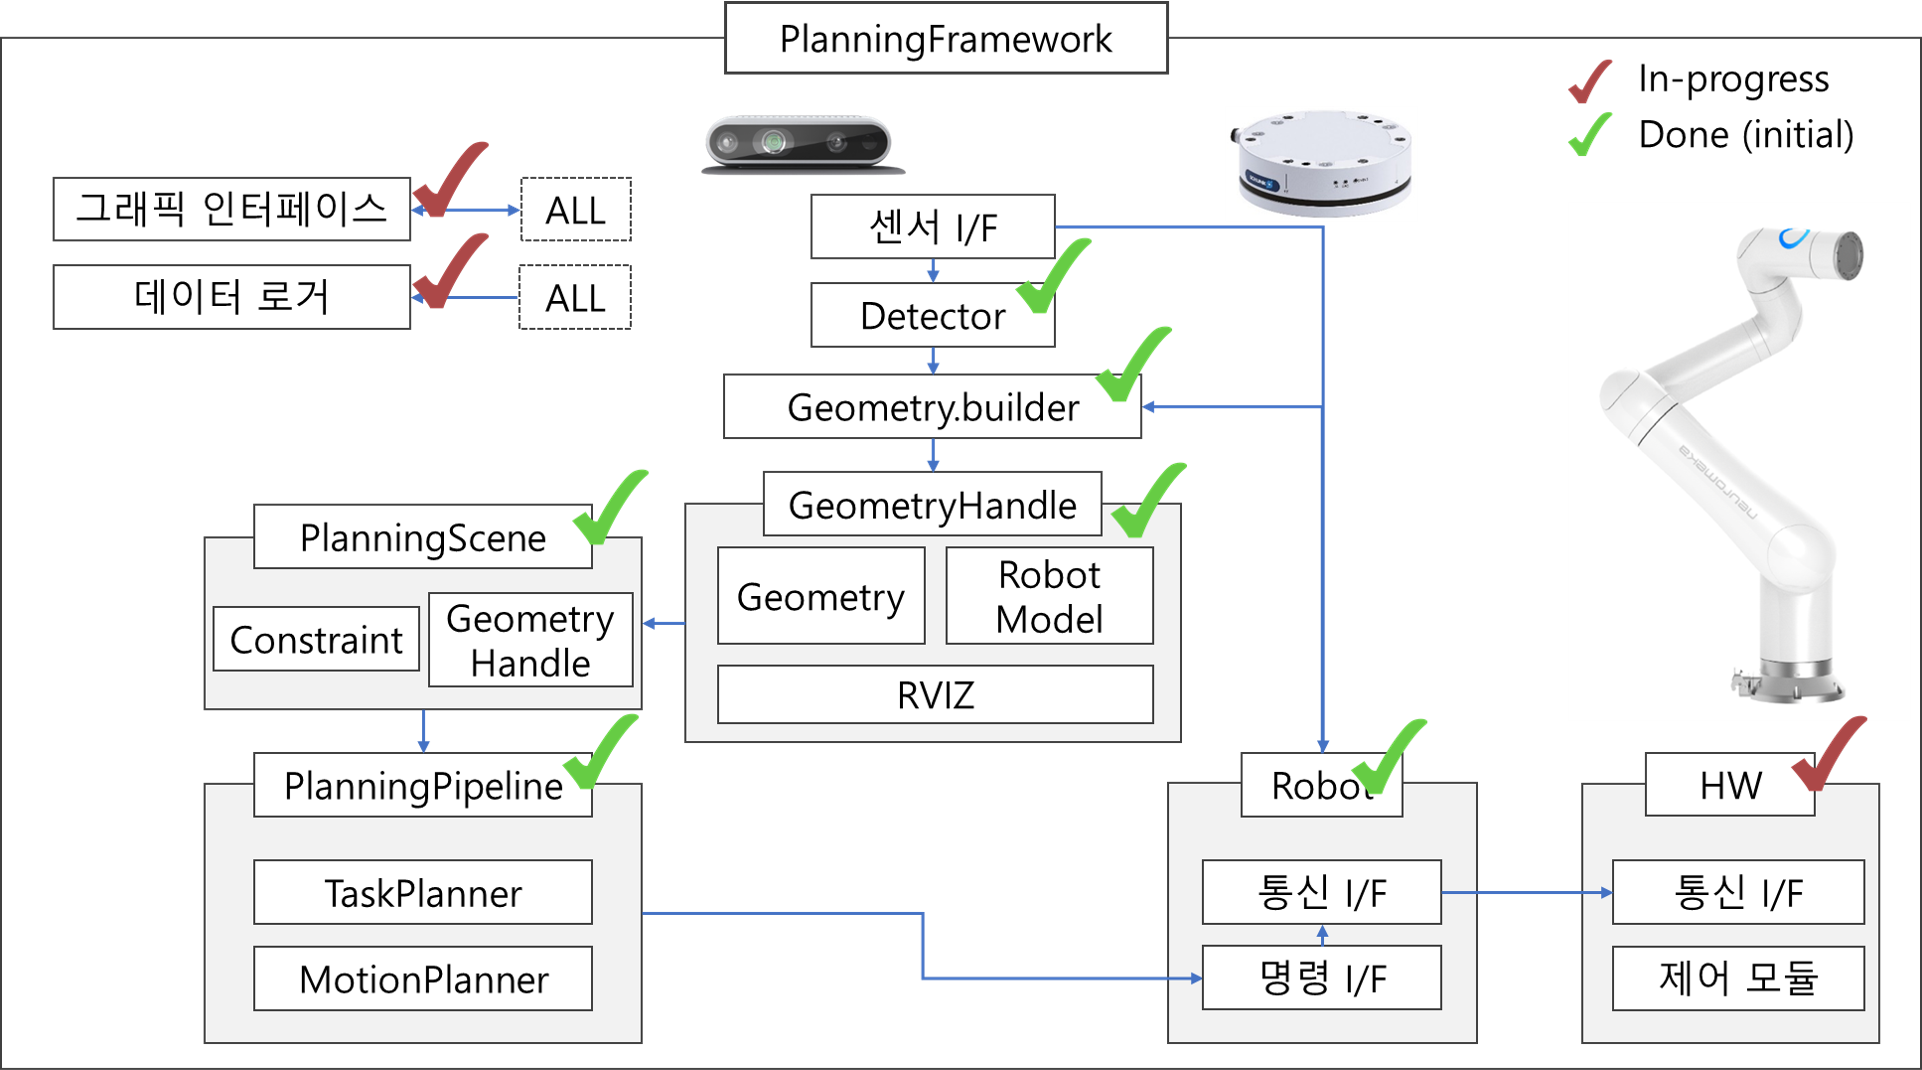 PlanningFramework
In-progress
Done (initial)
그래픽 인터페이스
ALL
데이터 로거
ALL
센서 I/F
Detector
Geometry.builder
GeometryHandle
Geometry
Robot
Model
RVIZ
PlanningScene
Constraint
Geometry
Handle
PlanningPipeline
TaskPlanner
MotionPlanner
Robot
통신 I/F
명령 I/F
HW
통신 I/F
제어 모듈
neuromeka